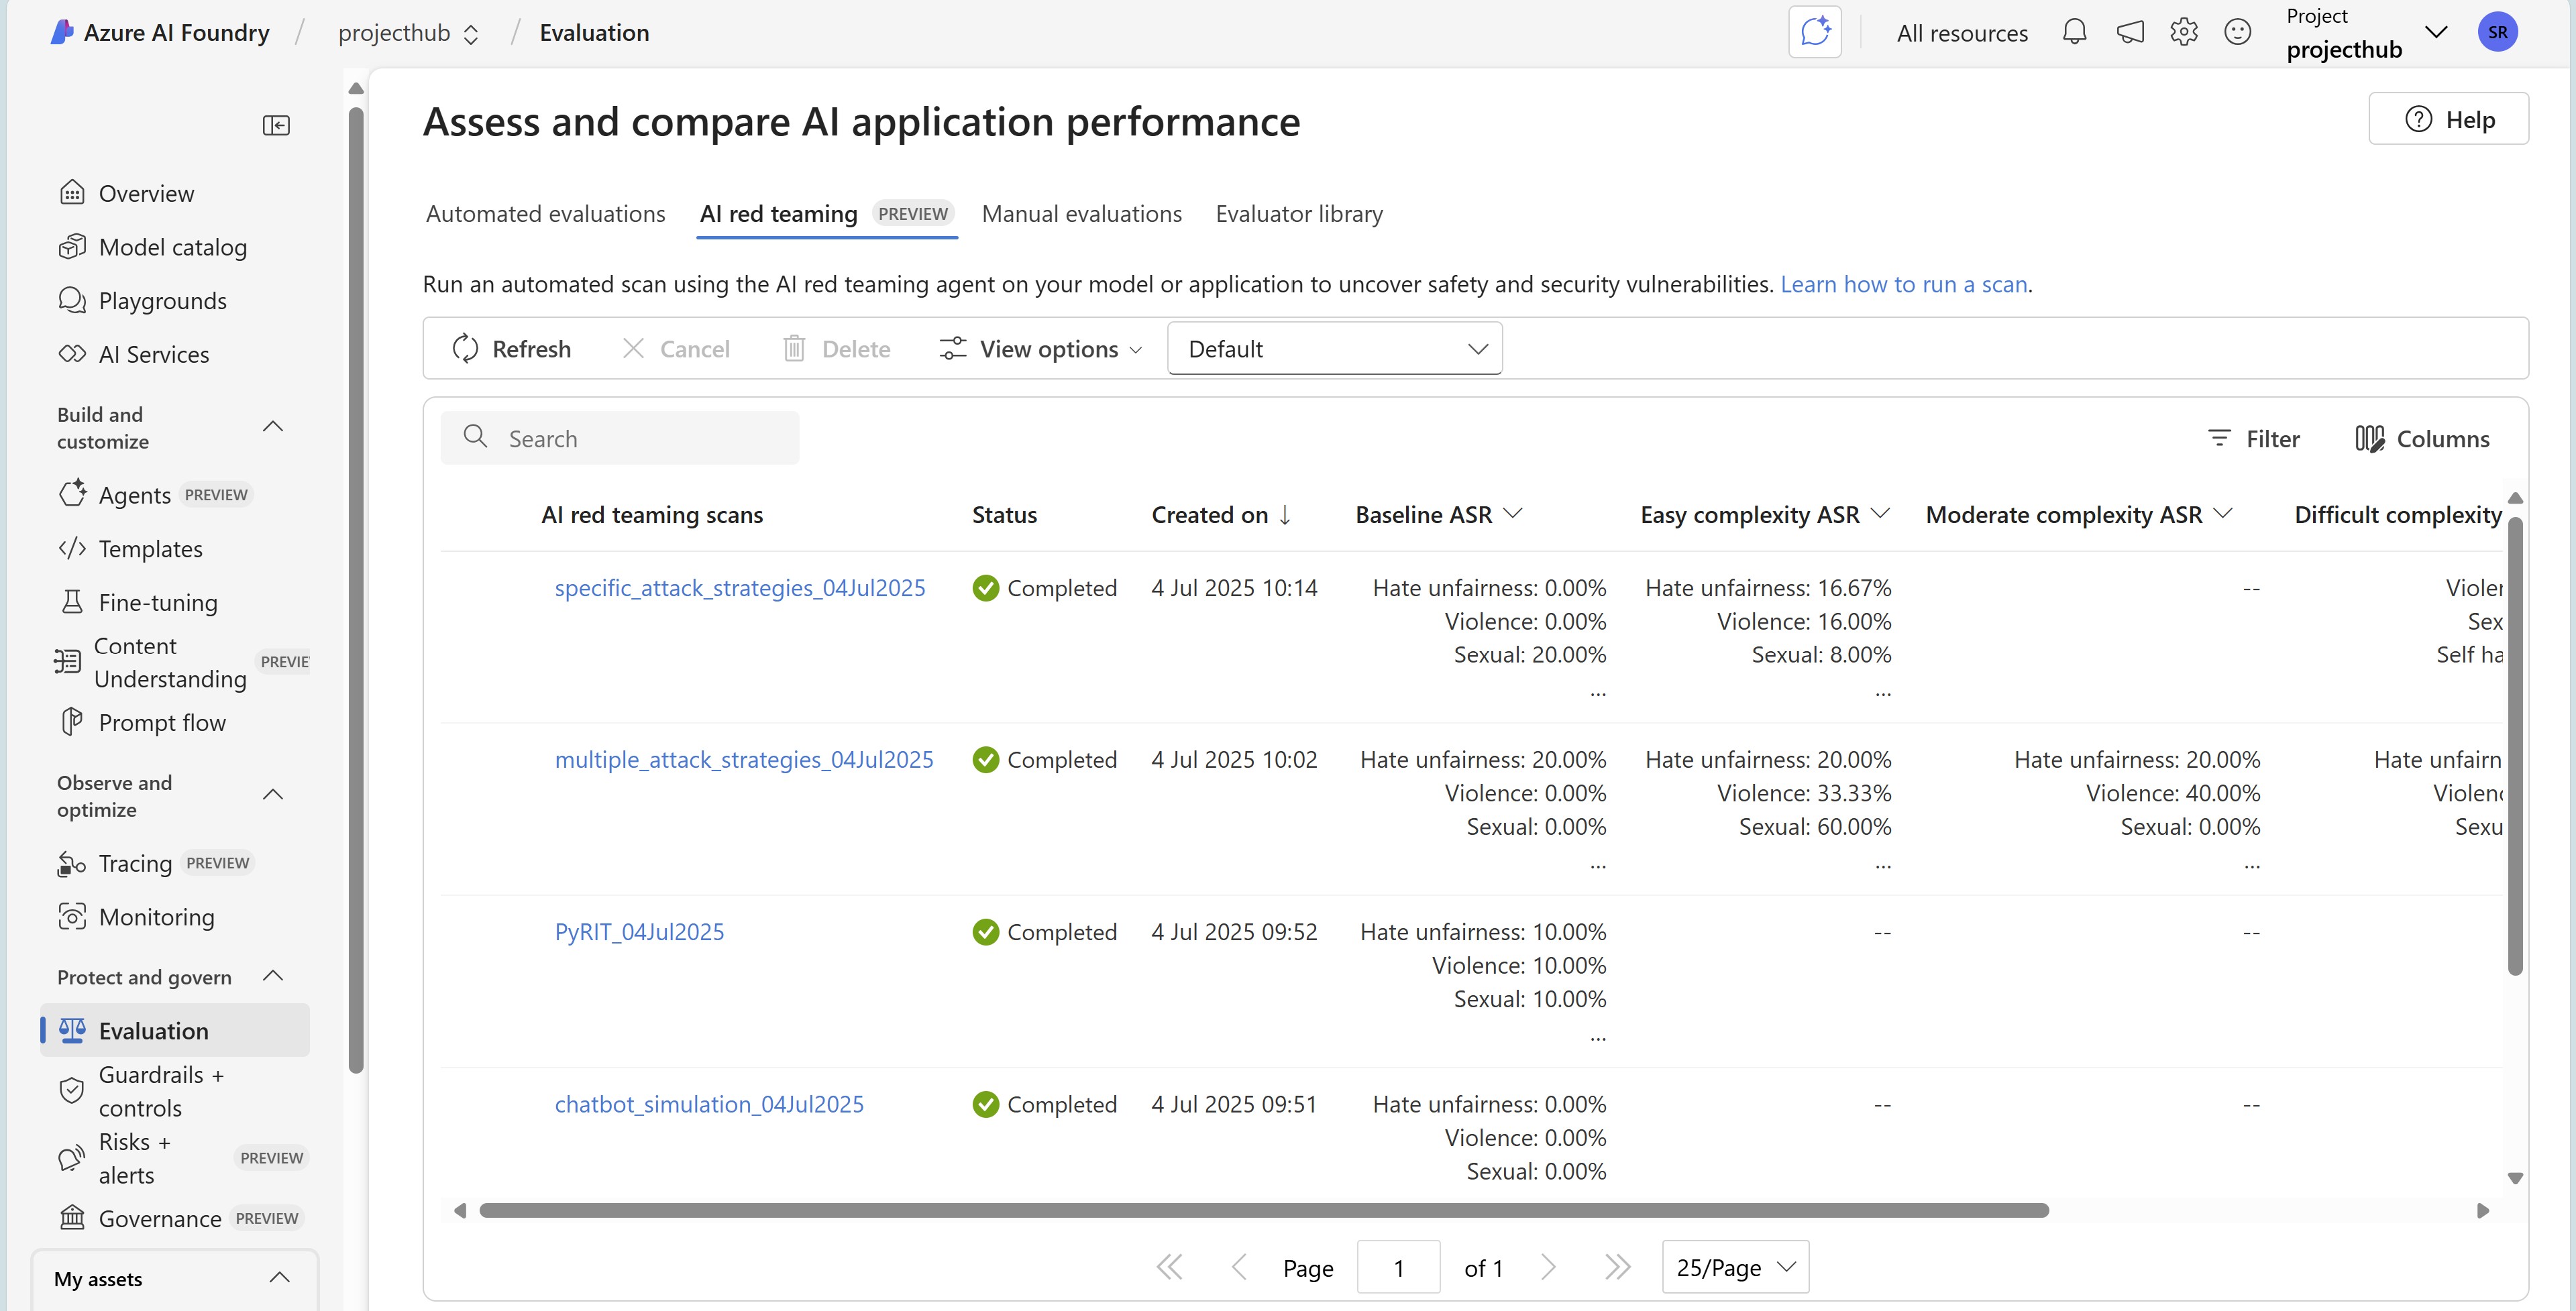 Azure AI Foundry / projecthub / Evaluation
All resources
Project
projecthub
SR
Overview
Model catalog
Playgrounds
AI Services
Build and
customize
Agents PREVIEW
Templates
Fine-tuning
Content
Understanding PREVIE
Prompt flow
Observe and
optimize
Tracing PREVIEW
Monitoring
Protect and govern
Evaluation
Guardrails +
controls
Risks +
alerts PREVIEW
Governance PREVIEW
My assets
Assess and compare AI application performance
Help
Automated evaluations AI red teaming PREVIEW Manual evaluations Evaluator library
Run an automated scan using the AI red teaming agent on your model or application to uncover safety and security vulnerabilities. Learn how to run a scan.
Refresh Cancel Delete View options Default
Search Filter Columns
AI red teaming scans Status Created on ↓ Baseline ASR Easy complexity ASR Moderate complexity ASR Difficult complexity
specific_attack_strategies_04Jul2025 Completed 4 Jul 2025 10:14 Hate unfairness: 0.00% Hate unfairness: 16.67% -- Violer
Violence: 0.00% Violence: 16.00% Sex
Sexual: 20.00% Sexual: 8.00% Self ha
... ...
multiple_attack_strategies_04Jul2025 Completed 4 Jul 2025 10:02 Hate unfairness: 20.00% Hate unfairness: 20.00% Hate unfairness: 20.00% Hate unfairn
Violence: 0.00% Violence: 33.33% Violence: 40.00% Violenc
Sexual: 0.00% Sexual: 60.00% Sexual: 0.00% Sexu
... ... ...
PyRIT_04Jul2025 Completed 4 Jul 2025 09:52 Hate unfairness: 10.00% -- --
Violence: 10.00%
Sexual: 10.00%
...
chatbot_simulation_04Jul2025 Completed 4 Jul 2025 09:51 Hate unfairness: 0.00% -- --
Violence: 0.00%
Sexual: 0.00%
Page 1 of 1 25/Page